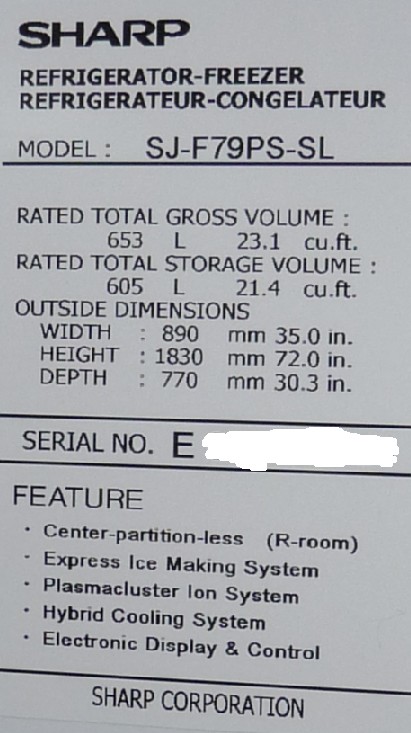 SHARP
REFRIGERATOR-FREEZER
REFRIGERATEUR-CONGELATEUR
MODEL : SJ-F79PS-SL
RATED TOTAL GROSS VOLUME :
653 L 23.1 cu.ft.
RATED TOTAL STORAGE VOLUME :
605 L 21.4 cu.ft.
OUTSIDE DIMENSIONS
WIDTH : 890 mm 35.0 in.
HEIGHT : 1830 mm 72.0 in.
DEPTH : 770 mm 30.3 in.
SERIAL NO. E
FEATURE
· Center-partition-less (R-room)
· Express Ice Making System
· Plasmacluster Ion System
· Hybrid Cooling System
· Electronic Display & Control
SHARP CORPORATION